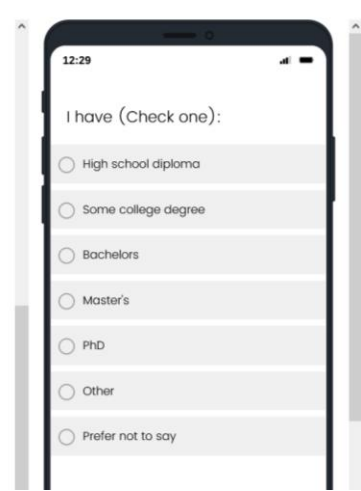 12:29
I have (Check one):
High school diploma
Some college degree
Bachelors
Master's
PhD
Other
Prefer not to say